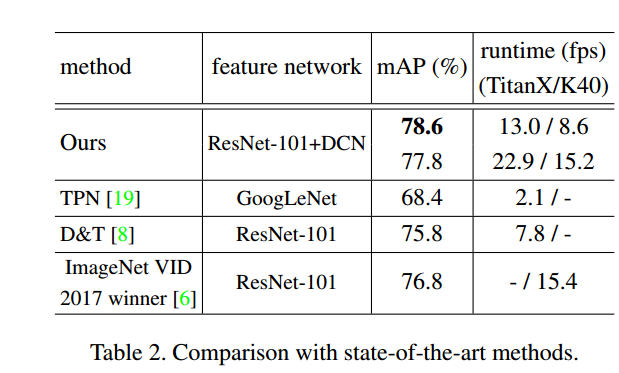 method feature network mAP (%) runtime (fps) (TitanX/K40)
Ours ResNet-101+DCN 78.6 13.0 / 8.6
77.8 22.9 / 15.2
TPN [19] GoogLeNet 68.4 2.1 / -
D&T [8] ResNet-101 75.8 7.8 / -
ImageNet VID
2017 winner [6] ResNet-101 76.8 - / 15.4
Table 2. Comparison with state-of-the-art methods.